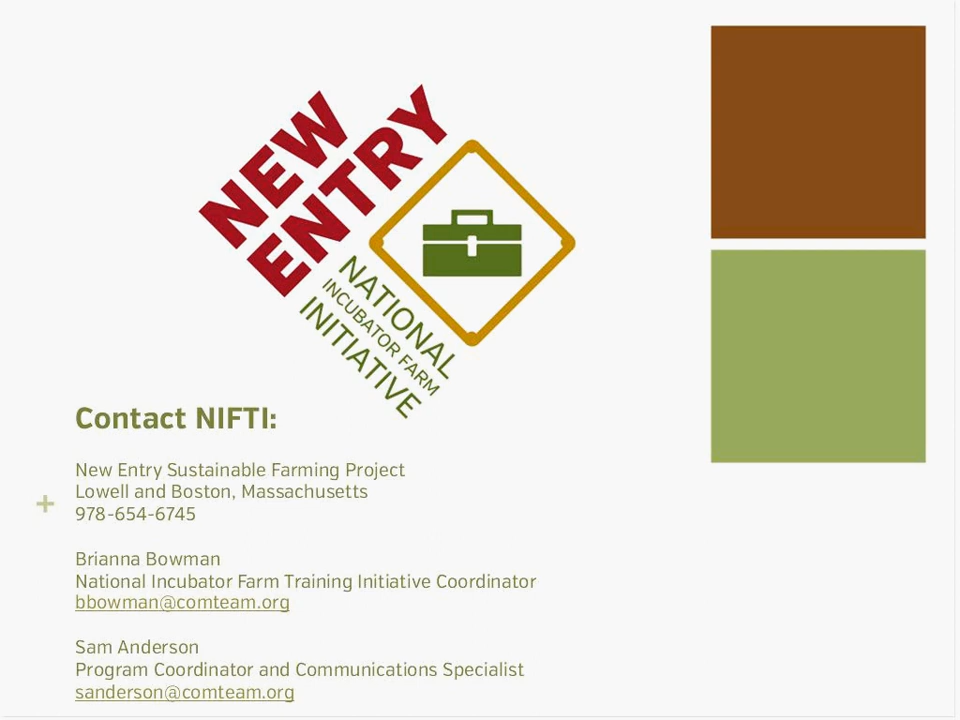 NEW
ENTRY
NATIONAL
INCUBATOR FARM
INITIATIVE
Contact NIFTI:
New Entry Sustainable Farming Project
Lowell and Boston, Massachusetts
+
978-654-6745
Brianna Bowman
National Incubator Farm Training Initiative Coordinator
bbowman@comteam.org
Sam Anderson
Program Coordinator and Communications Specialist
sanderson@comteam.org